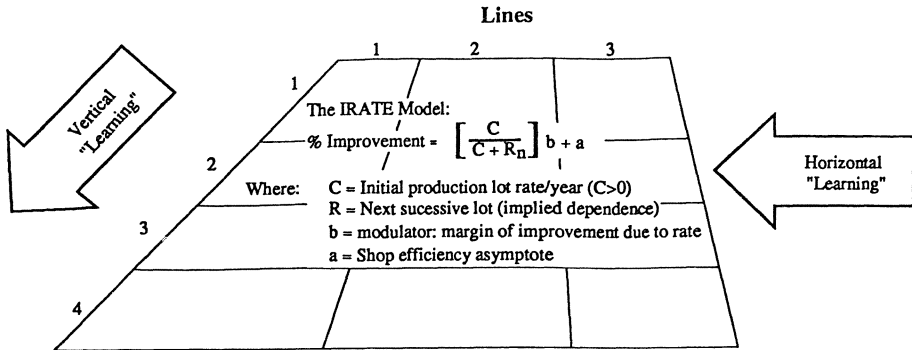 Lines
1 2 3
1
Vertical
"Learning"
The IRATE Model:
% Improvement = [ C / C + Rn ] b + a
2
Horizontal
"Learning"
Where: C = Initial production lot rate/year (C>0)
R = Next sucessive lot (implied dependence)
3
b = modulator: margin of improvement due to rate
a = Shop efficiency asymptote
4